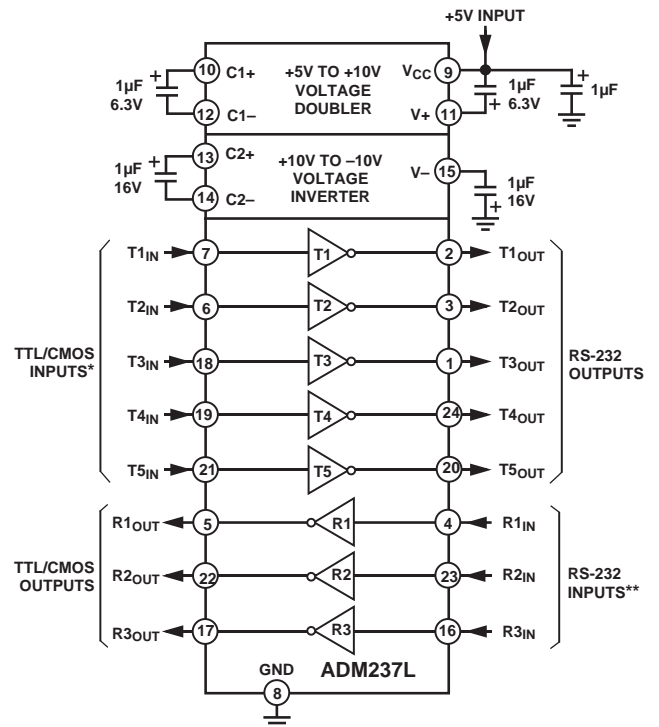 +5V INPUT
10 C1+ +5V TO +10V VOLTAGE DOUBLER VCC 9
1µF 6.3V +
12 C1– V+ 11
+ 1µF 6.3V
+ 1µF
13 C2+ +10V TO –10V VOLTAGE INVERTER V– 15
1µF 16V +
14 C2–
+ 1µF 16V
T1IN 7 T1 2 T1OUT
T2IN 6 T2 3 T2OUT
TTL/CMOS INPUTS*
T3IN 18 T3 1 T3OUT
RS-232 OUTPUTS
T4IN 19 T4 24 T4OUT
T5IN 21 T5 20 T5OUT
R1OUT 5 R1 4 R1IN
TTL/CMOS OUTPUTS
R2OUT 22 R2 23 R2IN
RS-232 INPUTS**
R3OUT 17 R3 16 R3IN
GND ADM237L
8